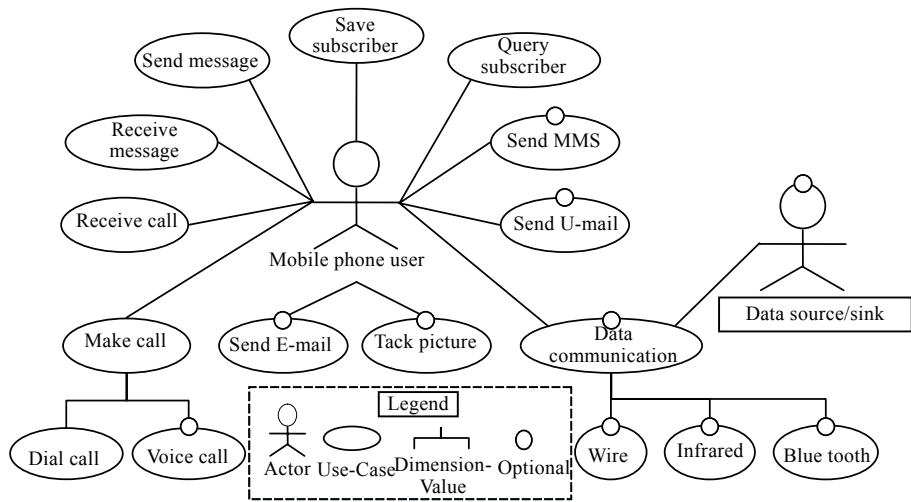 Save
subscriber
Query
subscriber
Send message
Receive
message
Send MMS
Receive call
Send U-mail
Mobile phone user
Data source/sink
Make call
Send E-mail
Tack picture
Data
communication
Legend
Dial call
Voice call
Actor
Use-Case
Dimension-
Value
Optional
Wire
Infrared
Blue tooth